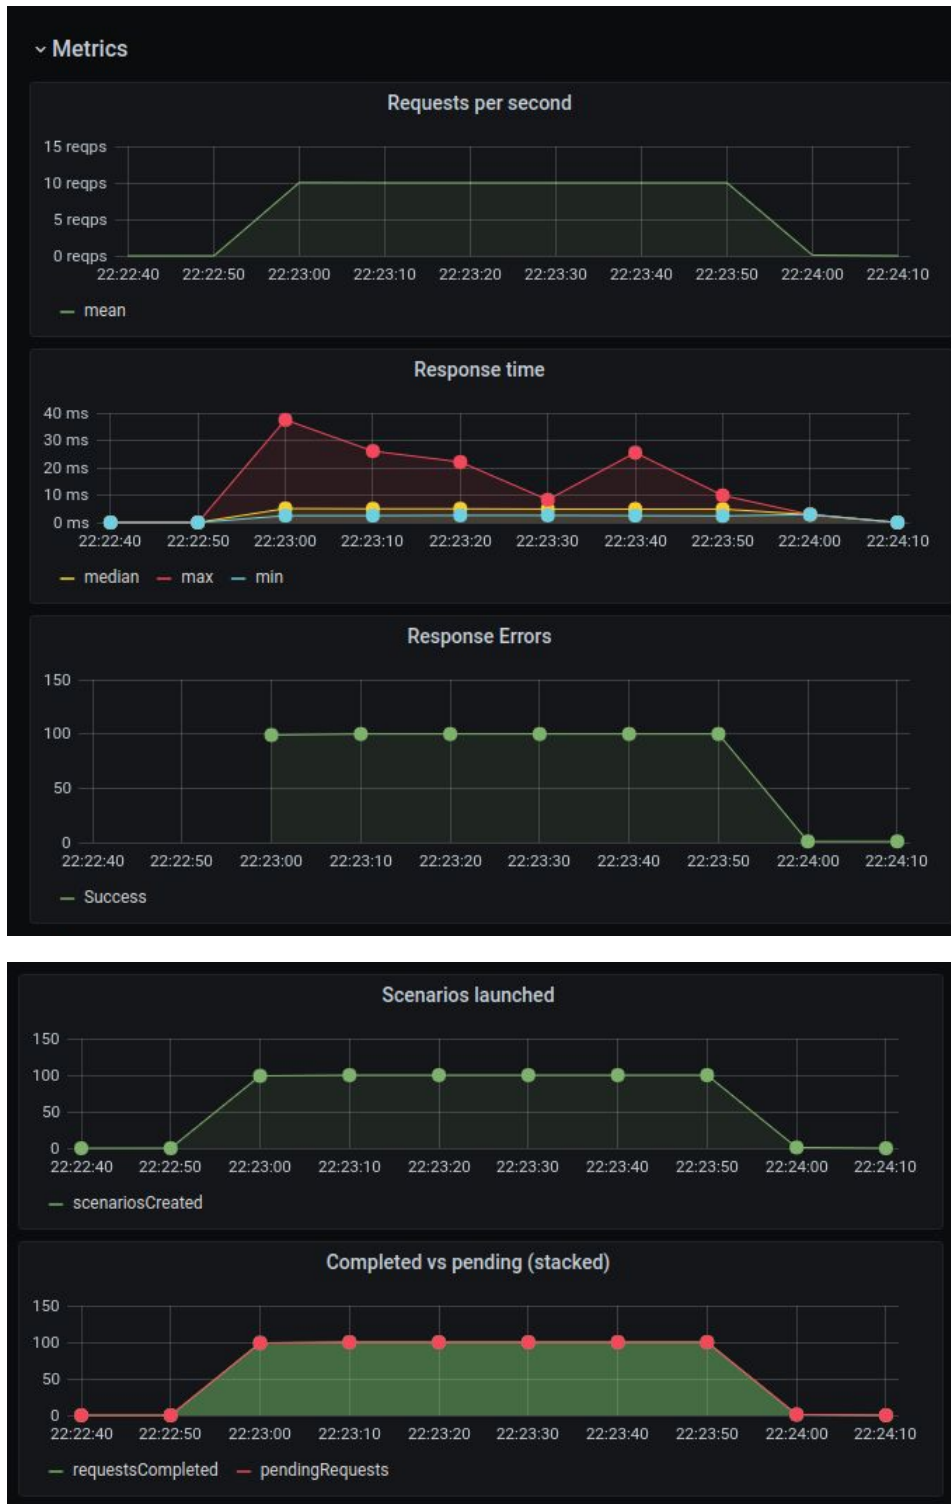 Metrics
Requests per second
15 reqps
10 reqps
5 reqps
0 reqps
22:22:40 22:22:50 22:23:00 22:23:10 22:23:20 22:23:30 22:23:40 22:23:50 22:24:00 22:24:10
mean
Response time
40 ms
30 ms
20 ms
10 ms
0 ms
22:22:40 22:22:50 22:23:00 22:23:10 22:23:20 22:23:30 22:23:40 22:23:50 22:24:00 22:24:10
median max min
Response Errors
150
100
50
0
22:22:40 22:22:50 22:23:00 22:23:10 22:23:20 22:23:30 22:23:40 22:23:50 22:24:00 22:24:10
Success
Scenarios launched
150
100
50
0
22:22:40 22:22:50 22:23:00 22:23:10 22:23:20 22:23:30 22:23:40 22:23:50 22:24:00 22:24:10
scenariosCreated
Completed vs pending (stacked)
150
100
50
0
22:22:40 22:22:50 22:23:00 22:23:10 22:23:20 22:23:30 22:23:40 22:23:50 22:24:00 22:24:10
requestsCompleted pendingRequests